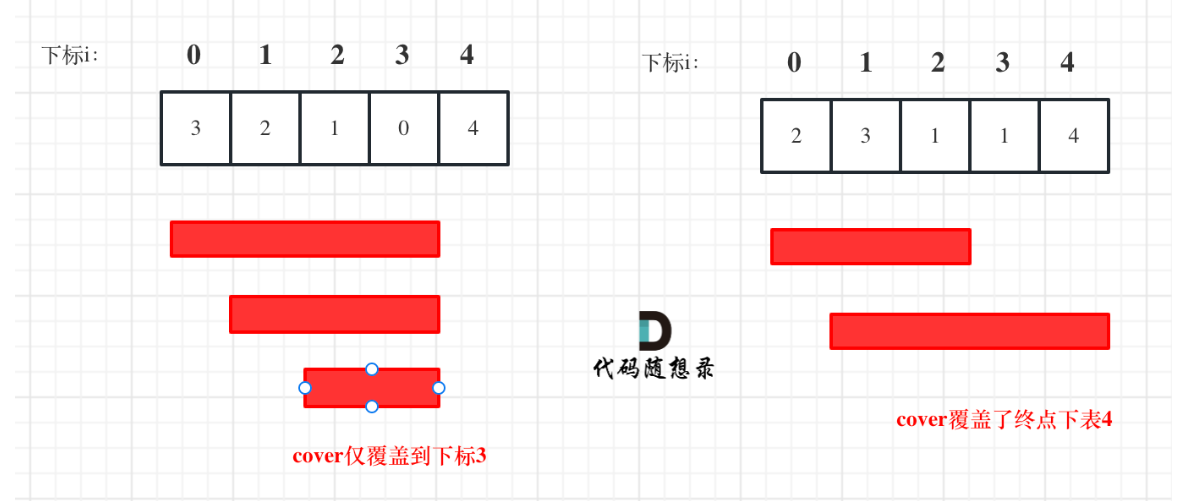 下标i： 0 1 2 3 4
3 2 1 0 4
cover仅覆盖到下标3
下标i： 0 1 2 3 4
2 3 1 1 4
cover覆盖了终点下表4
代码随想录